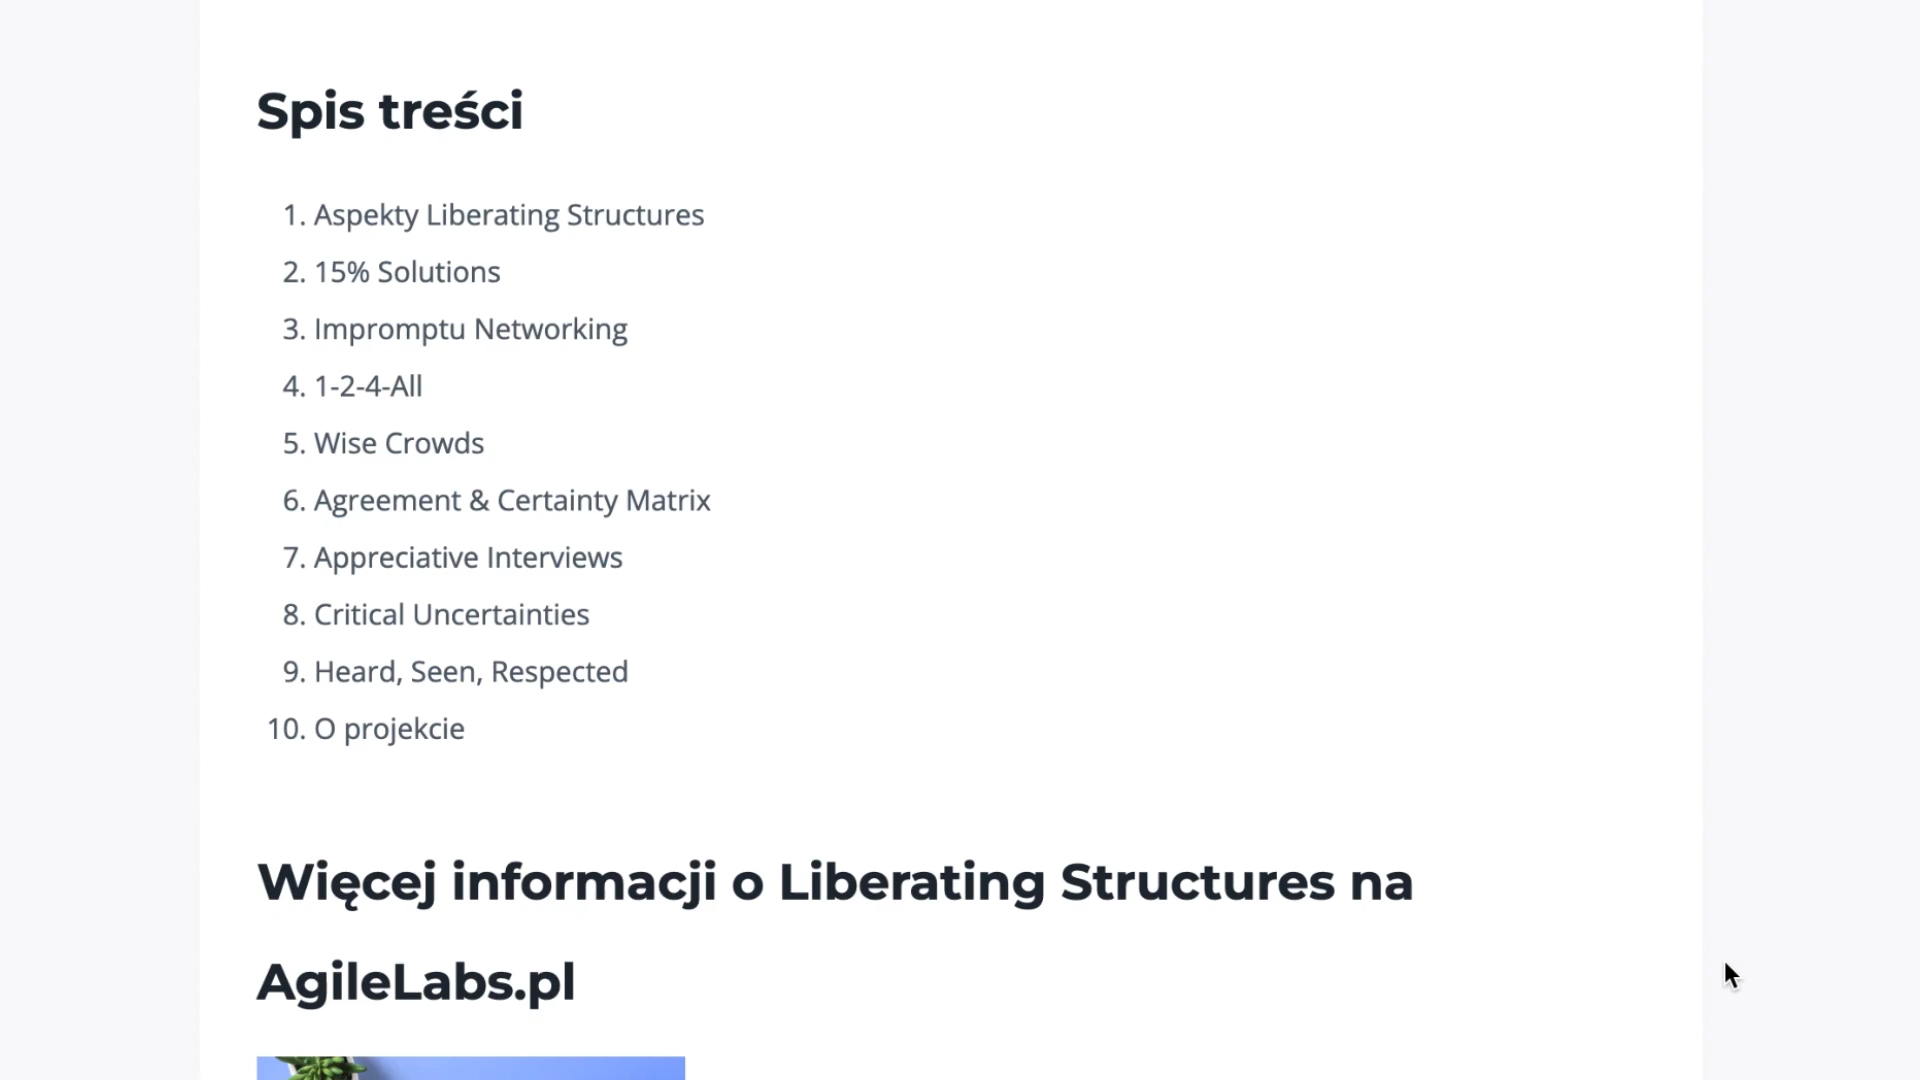 Spis treści
1. Aspekty Liberating Structures
2. 15% Solutions
3. Impromptu Networking
4. 1-2-4-All
5. Wise Crowds
6. Agreement & Certainty Matrix
7. Appreciative Interviews
8. Critical Uncertainties
9. Heard, Seen, Respected
10. O projekcie
Więcej informacji o Liberating Structures na
AgileLabs.pl